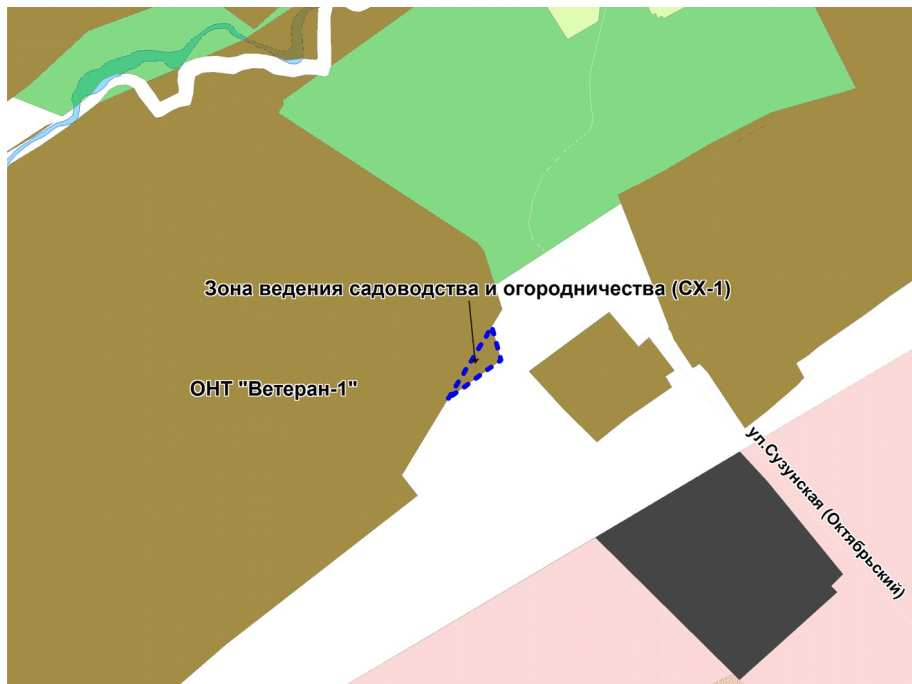 Зона ведения садоводства и огородничества (СХ-1)
ОНТ "Ветеран-1"
ул.Сузунская (Октябрьский)